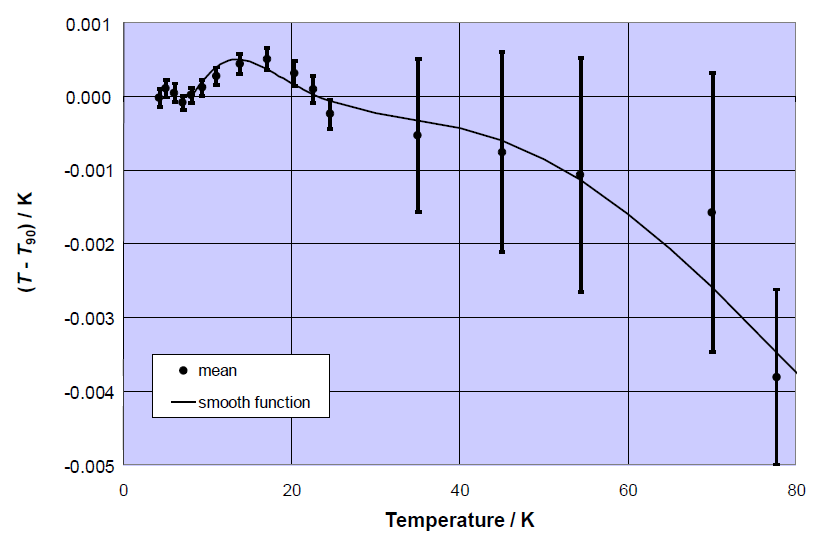 0.001
0.000
-0.001
-0.002
-0.003
-0.004
-0.005
(T - T90) / K
mean
smooth function
0 20 40 60 80
Temperature / K